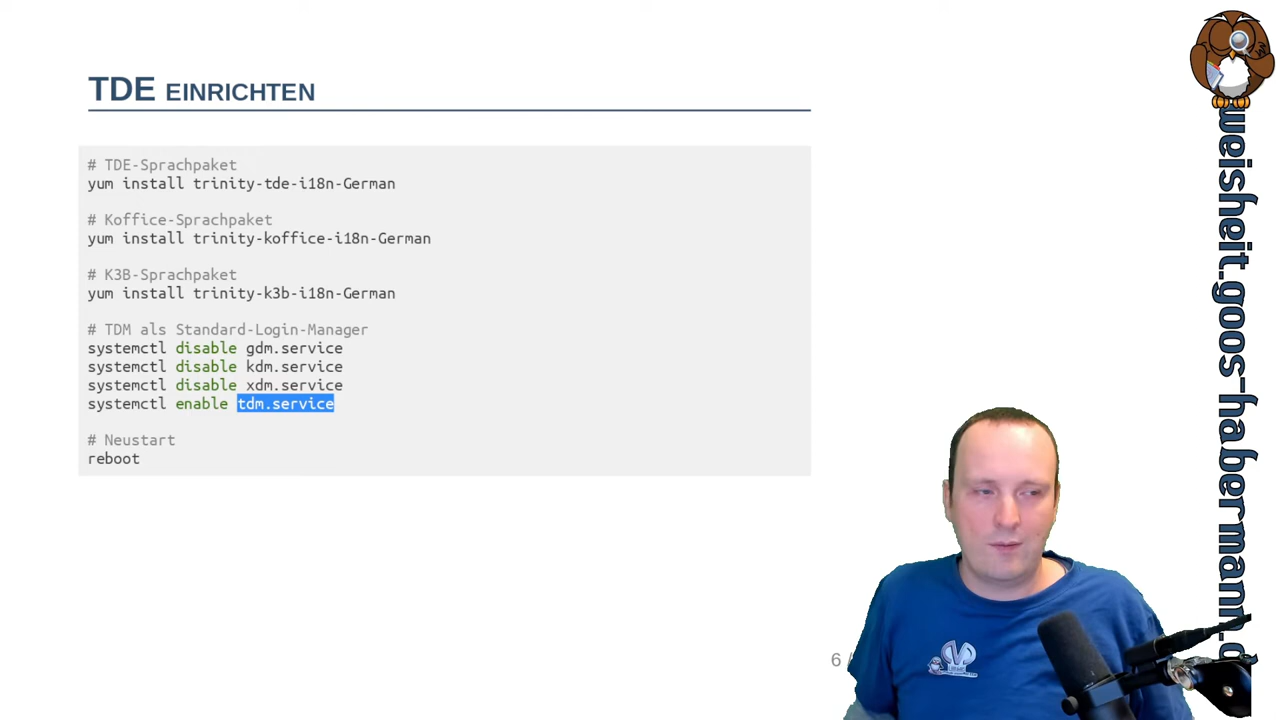 TDE EINRICHTEN
# TDE-Sprachpaket
yum install trinity-tde-i18n-German
# Koffice-Sprachpaket
yum install trinity-koffice-i18n-German
# K3B-Sprachpaket
yum install trinity-k3b-i18n-German
# TDM als Standard-Login-Manager
systemctl disable gdm.service
systemctl disable kdm.service
systemctl disable xdm.service
systemctl enable tdm.service
# Neustart
reboot
6 /
weisheit.goos-habermann.d